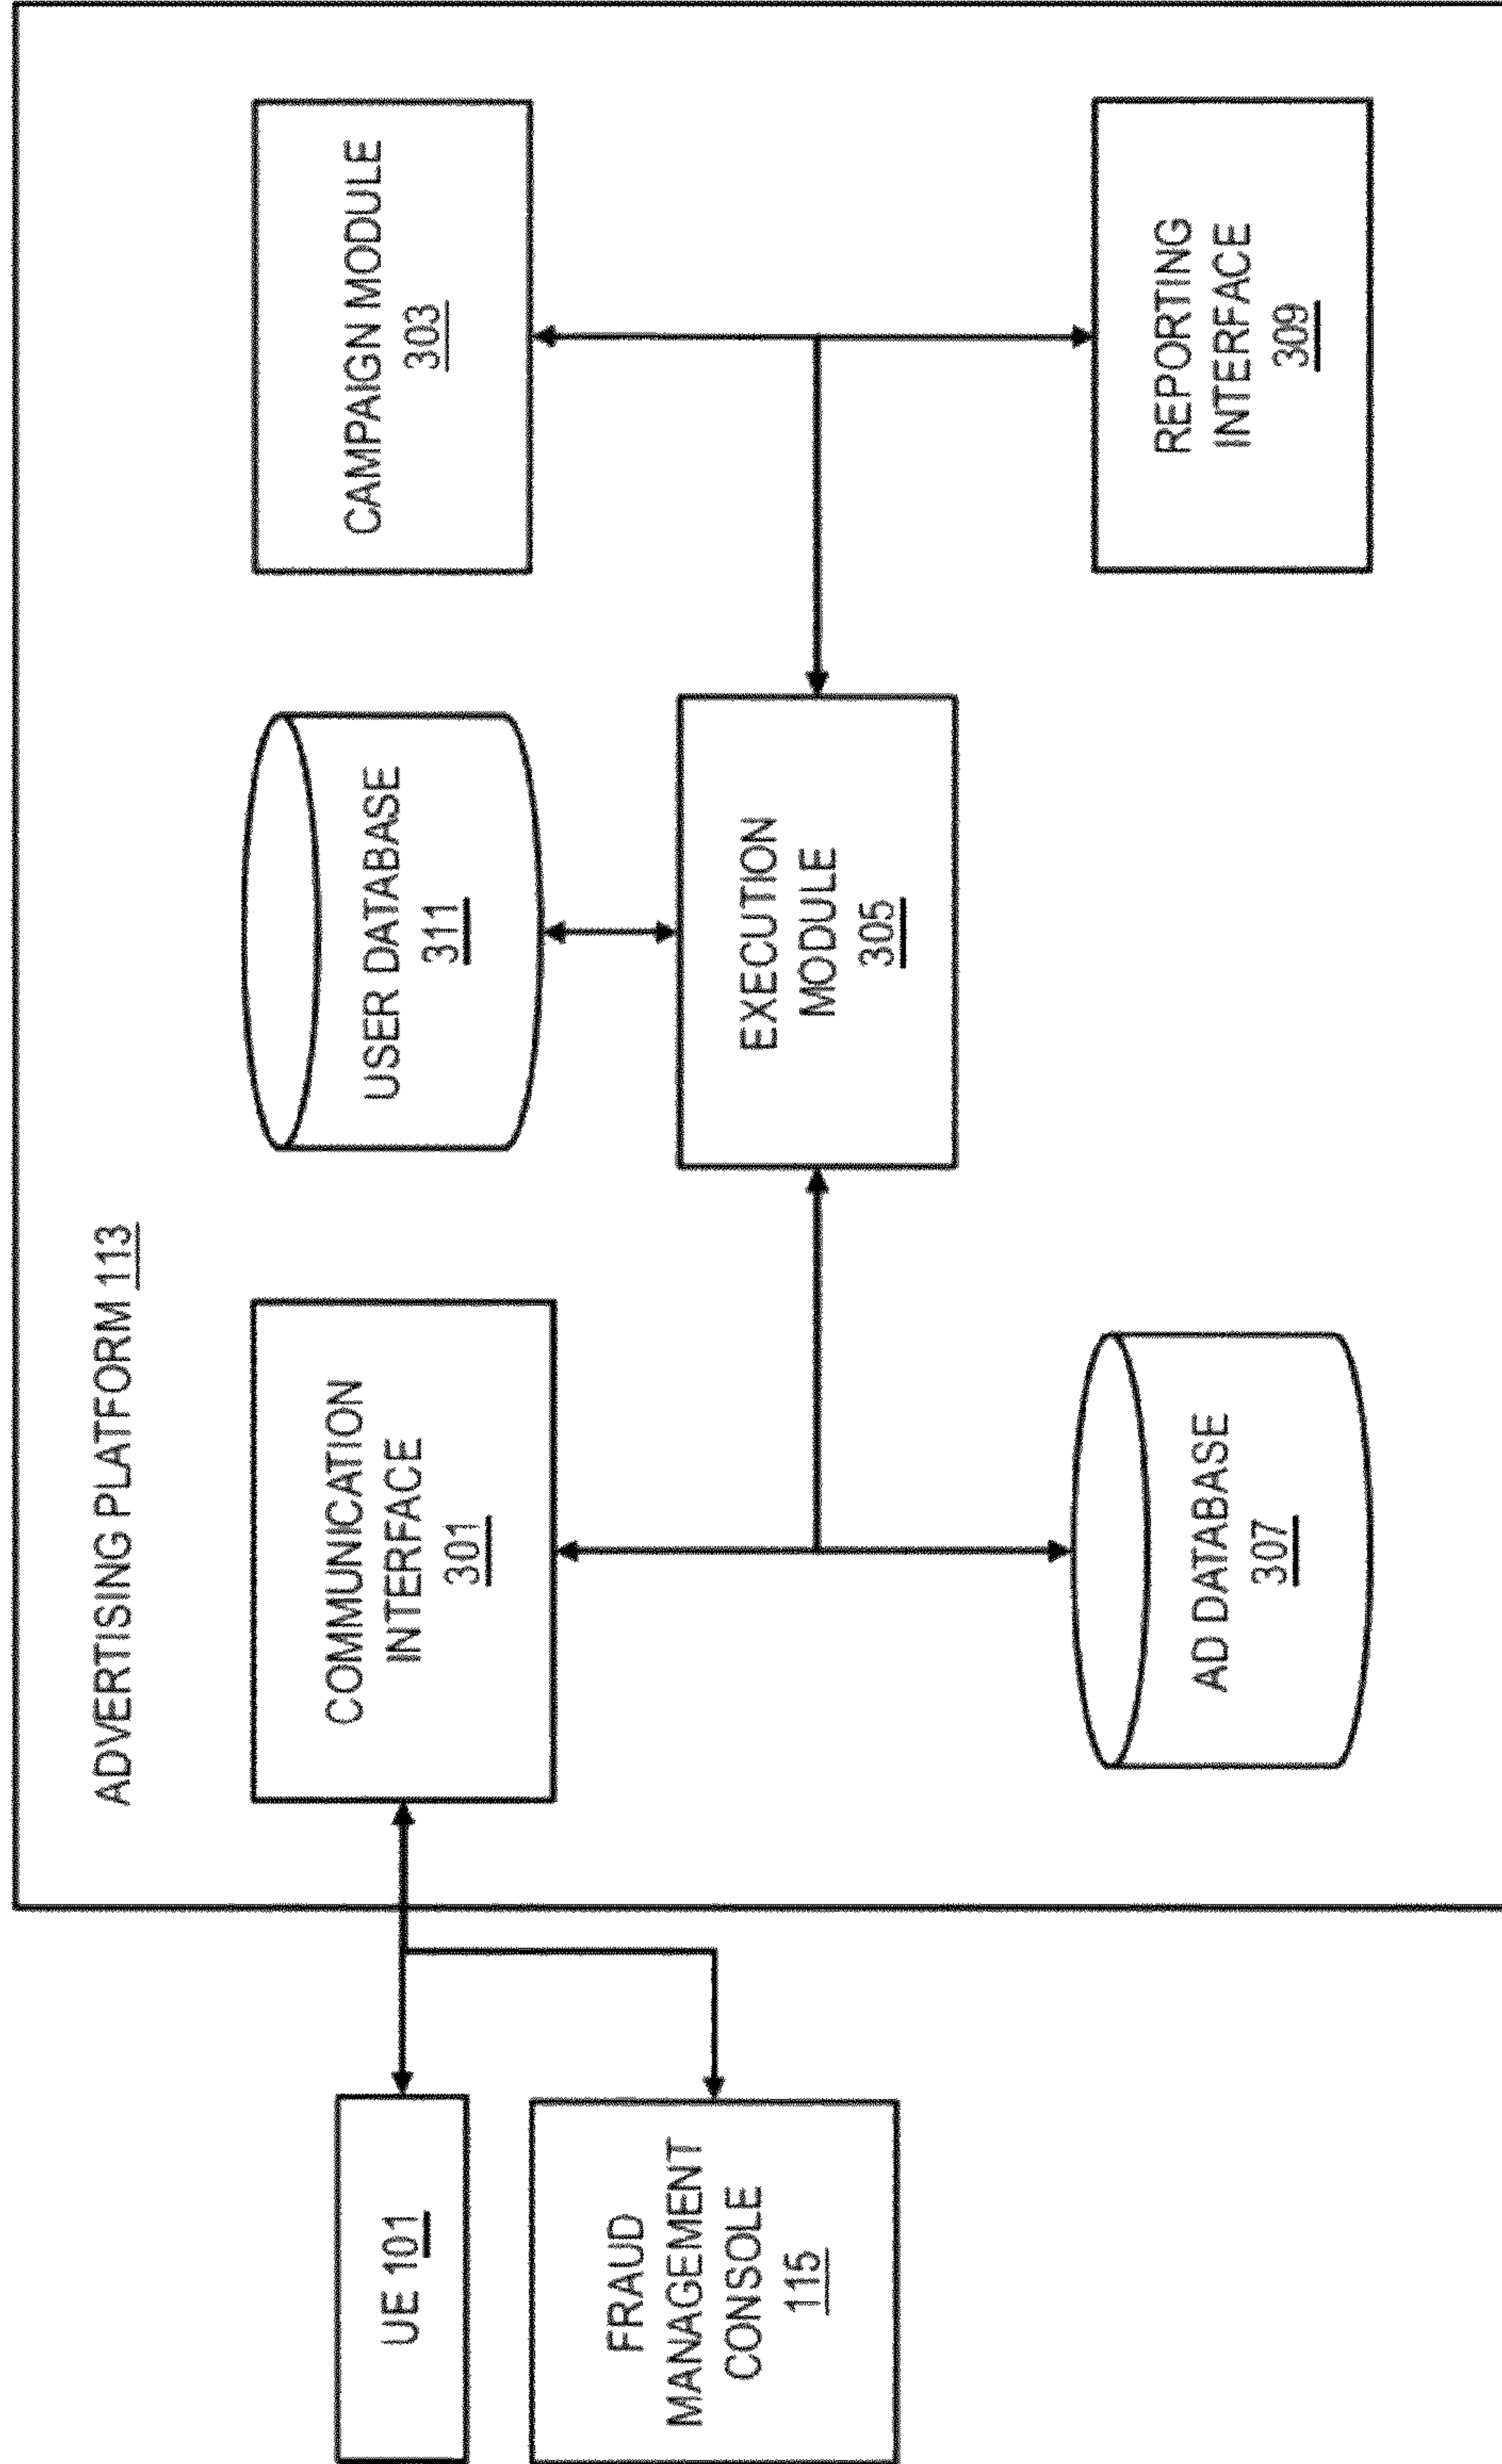 ADVERTISING PLATFORM 113
UE 101
FRAUD
MANAGEMENT
CONSOLE
115
COMMUNICATION
INTERFACE
301
USER DATABASE
311
CAMPAIGN MODULE
303
EXECUTION
MODULE
305
AD DATABASE
307
REPORTING
INTERFACE
309